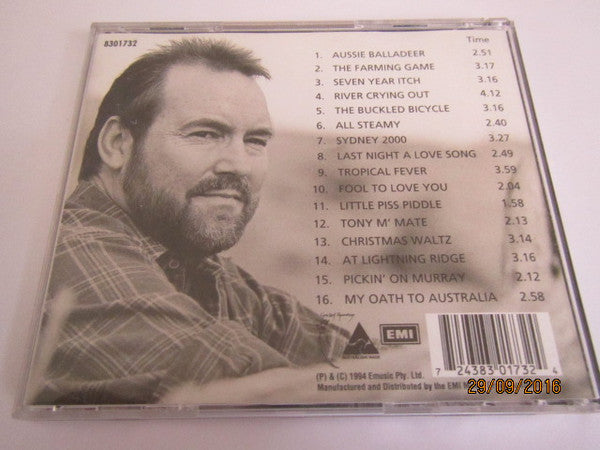 8301732
Time
1. AUSSIE BALLADEER 2.51
2. THE FARMING GAME 3.17
3. SEVEN YEAR ITCH 3.16
4. RIVER CRYING OUT 4.12
5. THE BUCKLED BICYCLE 3.16
6. ALL STEAMY 2.40
7. SYDNEY 2000 3.27
8. LAST NIGHT A LOVE SONG 2.49
9. TROPICAL FEVER 3.59
10. FOOL TO LOVE YOU 2.04
11. LITTLE PISS PIDDLE 1.58
12. TONY M' MATE 2.13
13. CHRISTMAS WALTZ 3.14
14. AT LIGHTNING RIDGE 3.16
15. PICKIN' ON MURRAY 2.12
16. MY OATH TO AUSTRALIA 2.58
AUSTRALIAN MADE
EMI
(P) & (C) 1994 Emusic Pty. Ltd.
Manufactured and Distributed by the EMI
7 24383 01732 4
29/09/2016